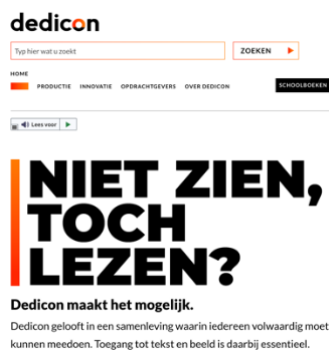 dedicon
Typ hier wat u zoekt
ZOEKEN
HOME
PRODUCTIE INNOVATIE OPDRACHTGEVERS OVER DEDICON
SCHOOLBOEKEN
Lees voor
NIET ZIEN,
TOCH
LEZEN?
Dedicon maakt het mogelijk.
Dedicon gelooft in een samenleving waarin iedereen volwaardig moet
kunnen meedoen. Toegang tot tekst en beeld is daarbij essentieel.